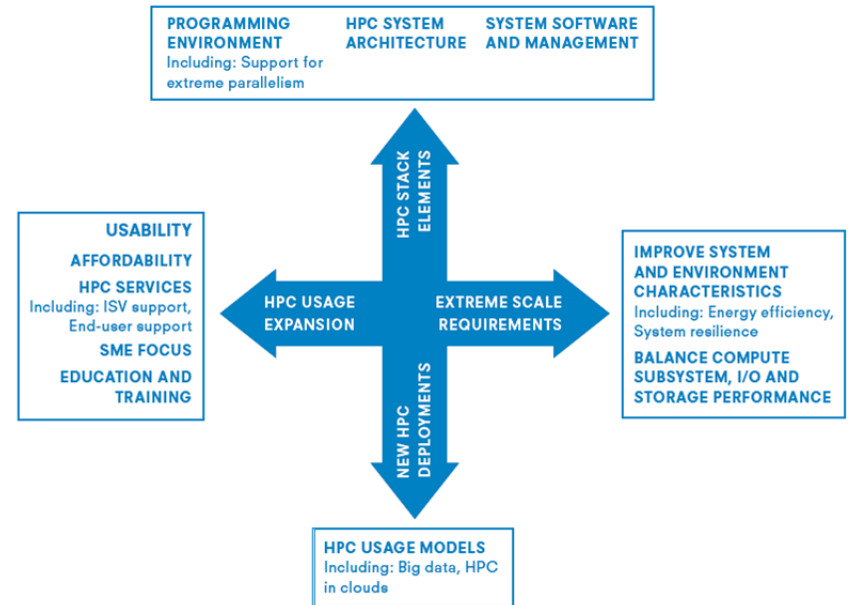 PROGRAMMING
ENVIRONMENT
Including: Support for
extreme parallelism
HPC SYSTEM
ARCHITECTURE
SYSTEM SOFTWARE
AND MANAGEMENT
HPC STACK
ELEMENTS
USABILITY
AFFORDABILITY
HPC SERVICES
Including: ISV support,
End-user support
SME FOCUS
EDUCATION AND
TRAINING
HPC USAGE
EXPANSION
EXTREME SCALE
REQUIREMENTS
IMPROVE SYSTEM
AND ENVIRONMENT
CHARACTERISTICS
Including: Energy efficiency,
System resilience
BALANCE COMPUTE
SUBSYSTEM, I/O AND
STORAGE PERFORMANCE
NEW HPC
DEPLOYMENTS
HPC USAGE MODELS
Including: Big data, HPC
in clouds